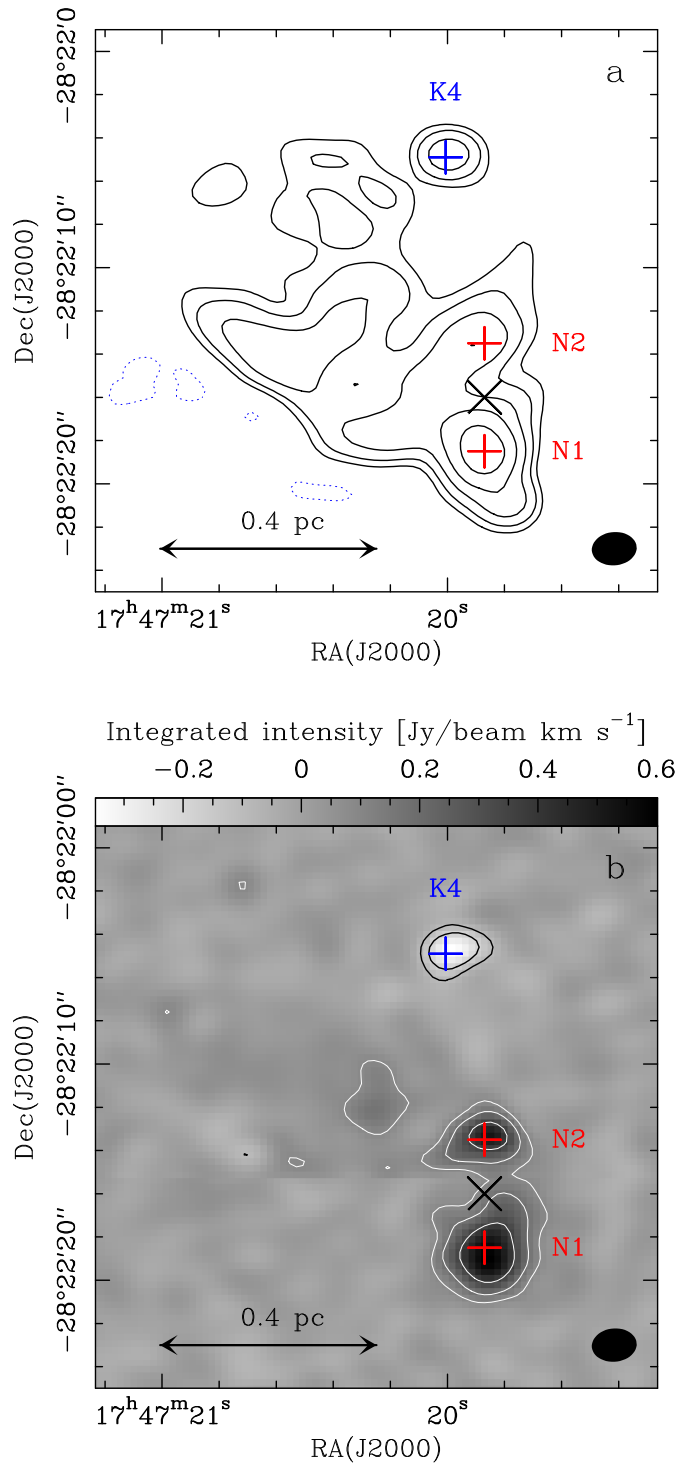 a
K4
N2
N1
0.4 pc
−28°22′0
−28°22′10″
−28°22′20″
Dec(J2000)
17ʰ47ᵐ21ˢ 20ˢ
RA(J2000)
Integrated intensity [Jy/beam km s⁻¹]
−0.2 0 0.2 0.4 0.6
b
K4
N2
N1
0.4 pc
−28°22′00″
−28°22′10″
−28°22′20″
Dec(J2000)
17ʰ47ᵐ21ˢ 20ˢ
RA(J2000)